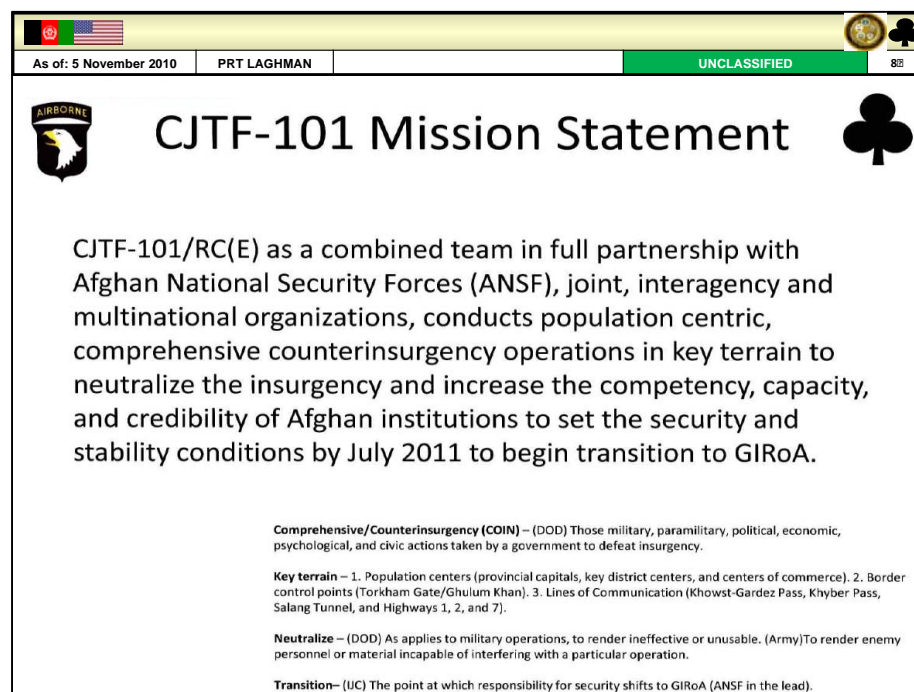 As of: 5 November 2010 PRT LAGHMAN UNCLASSIFIED 8
AIRBORNE
CJTF-101 Mission Statement
CJTF-101/RC(E) as a combined team in full partnership with
Afghan National Security Forces (ANSF), joint, interagency and
multinational organizations, conducts population centric,
comprehensive counterinsurgency operations in key terrain to
neutralize the insurgency and increase the competency, capacity,
and credibility of Afghan institutions to set the security and
stability conditions by July 2011 to begin transition to GIRoA.
Comprehensive/Counterinsurgency (COIN) – (DOD) Those military, paramilitary, political, economic,
psychological, and civic actions taken by a government to defeat insurgency.
Key terrain – 1. Population centers (provincial capitals, key district centers, and centers of commerce). 2. Border
control points (Torkham Gate/Ghulum Khan). 3. Lines of Communication (Khowst-Gardez Pass, Khyber Pass,
Salang Tunnel, and Highways 1, 2, and 7).
Neutralize – (DOD) As applies to military operations, to render ineffective or unusable. (Army)To render enemy
personnel or material incapable of interfering with a particular operation.
Transition– (IJC) The point at which responsibility for security shifts to GIRoA (ANSF in the lead).